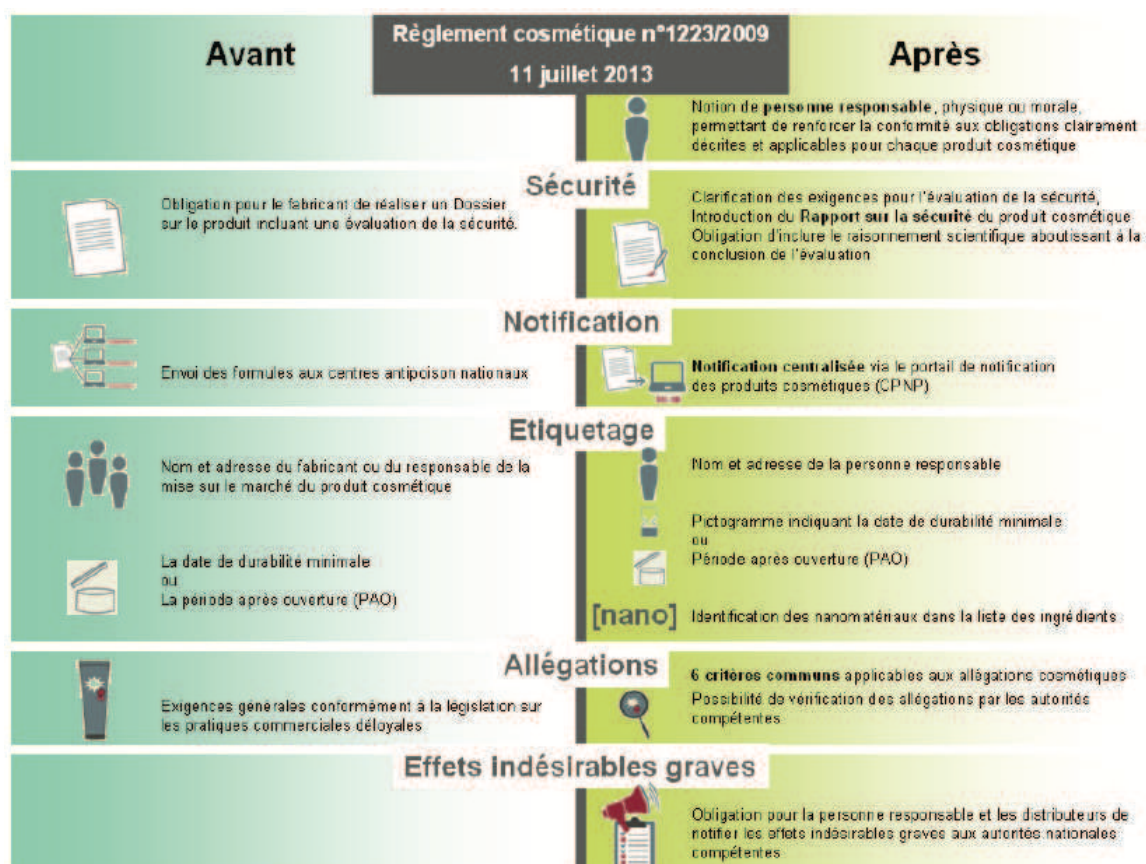 Avant
Règlement cosmétique n°1223/2009
11 juillet 2013
Après
Notion de personne responsable, physique ou morale,
permettant de renforcer la conformité aux obligations clairement
décrites et applicables pour chaque produit cosmétique
Sécurité
Obligation pour le fabricant de réaliser un Dossier
sur le produit incluant une évaluation de la sécurité.
Clarification des exigences pour l'évaluation de la sécurité,
Introduction du Rapport sur la sécurité du produit cosmétique
Obligation d'inclure le raisonnement scientifique aboutissant à la
conclusion de l'évaluation
Notification
Envoi des formules aux centres antipoison nationaux
Notification centralisée via le portail de notification
des produits cosmétiques (CPNP)
Etiquetage
Nom et adresse du fabricant ou du responsable de la
mise sur le marché du produit cosmétique
La date de durabilité minimale
ou
La période après ouverture (PAO)
Nom et adresse de la personne responsable
Pictogramme indiquant la date de durabilité minimale
ou
Période après ouverture (PAO)
[nano]
Identification des nanomatériaux dans la liste des ingrédients
Allégations
Exigences générales conformément à la législation sur
les pratiques commerciales déloyales
6 critères communs applicables aux allégations cosmétiques
Possibilité de vérification des allégations par les autorités
compétentes
Effets indésirables graves
Obligation pour la personne responsable et les distributeurs de
notifier les effets indésirables graves aux autorités nationales
compétentes